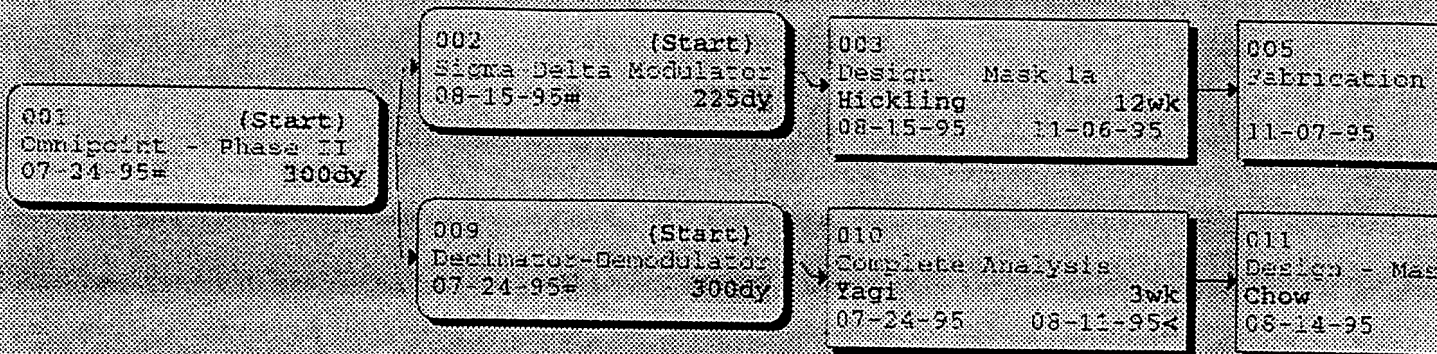 001 (Start)
Omnipoint - Phase II
07-24-95= 300dy
002 (Start)
Sigma Delta Modulator
08-15-95= 225dy
003
Design - Mask 1a
Hickling 12wk
08-15-95 11-06-95
005
Fabrication
11-07-95
009 (Start)
Decimator-Demodulator
07-24-95= 300dy
010
Complete Analysis
Yagi 3wk
07-24-95 08-11-95<
011
Design - Mas
Chow
08-14-95